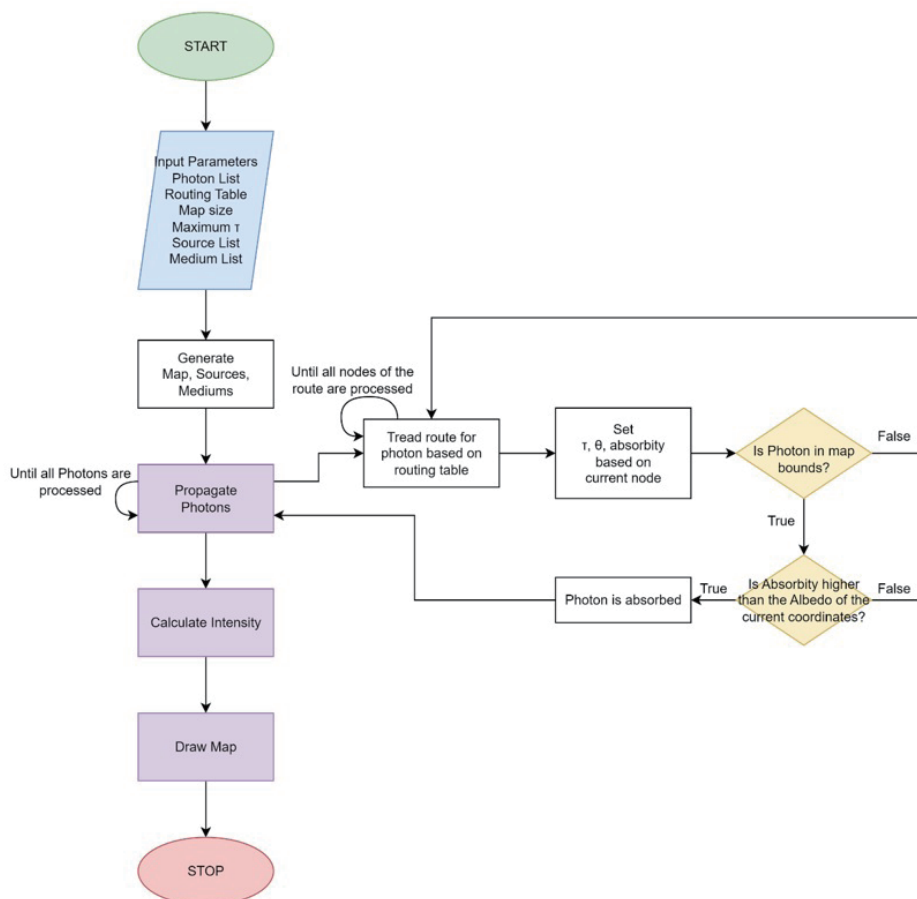 START
Input Parameters
Photon List
Routing Table
Map size
Maximum τ
Source List
Medium List
Generate
Map, Sources,
Mediums
Until all Photons are
processed
Propagate
Photons
Until all nodes of the
route are processed
Tread route for
photon based on
routing table
Set
τ, θ, absorbity
based on
current node
Is Photon in map
bounds?
False
True
Is Absorbity higher
than the Albedo of the
current coordinates?
False
True
Photon is absorbed
Calculate Intensity
Draw Map
STOP